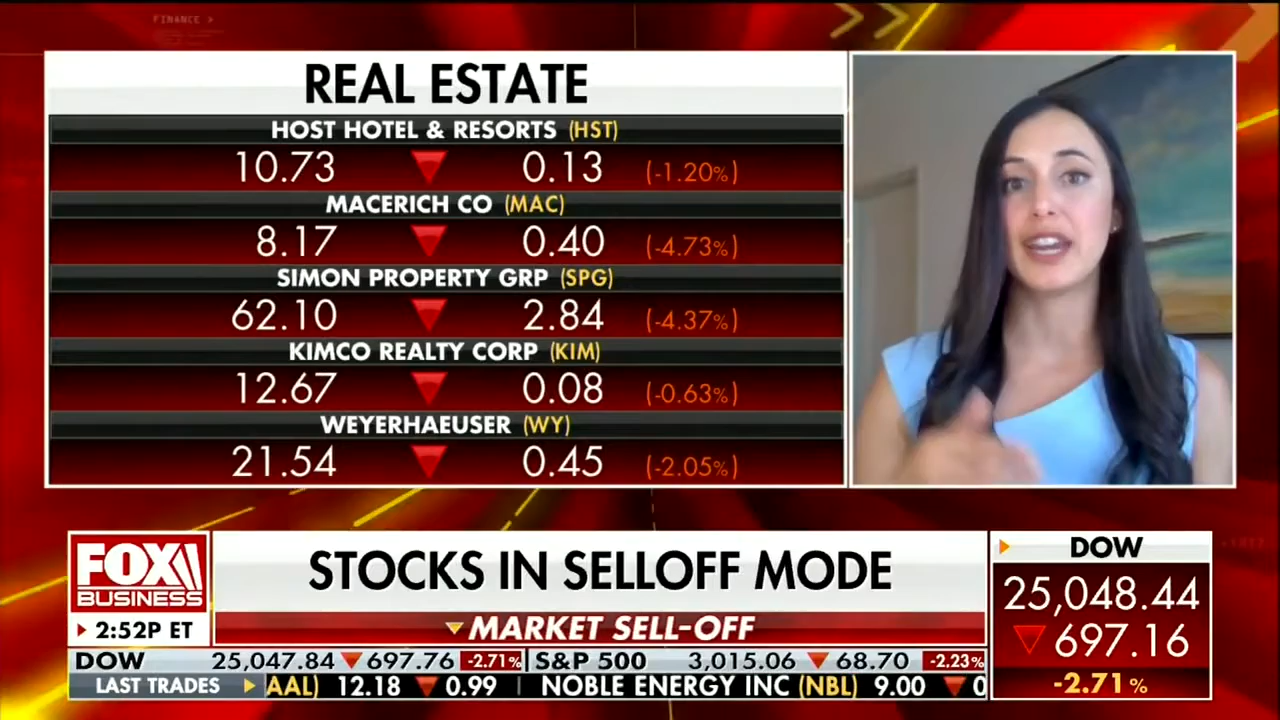 FINANCE >
REAL ESTATE
HOST HOTEL & RESORTS (HST)
10.73 ▼ 0.13 (-1.20%)
MACERICH CO (MAC)
8.17 ▼ 0.40 (-4.73%)
SIMON PROPERTY GRP (SPG)
62.10 ▼ 2.84 (-4.37%)
KIMCO REALTY CORP (KIM)
12.67 ▼ 0.08 (-0.63%)
WEYERHAEUSER (WY)
21.54 ▼ 0.45 (-2.05%)
FOX
BUSINESS
2:52P ET
STOCKS IN SELLOFF MODE
MARKET SELL-OFF
DOW
25,048.44
▼ 697.16
-2.71%
DOW 25,047.84 ▼ 697.76 -2.71% S&P 500 3,015.06 ▼ 68.70 -2.23%
LAST TRADES AAL) 12.18 ▼ 0.99 | NOBLE ENERGY INC (NBL) 9.00 ▼ 0